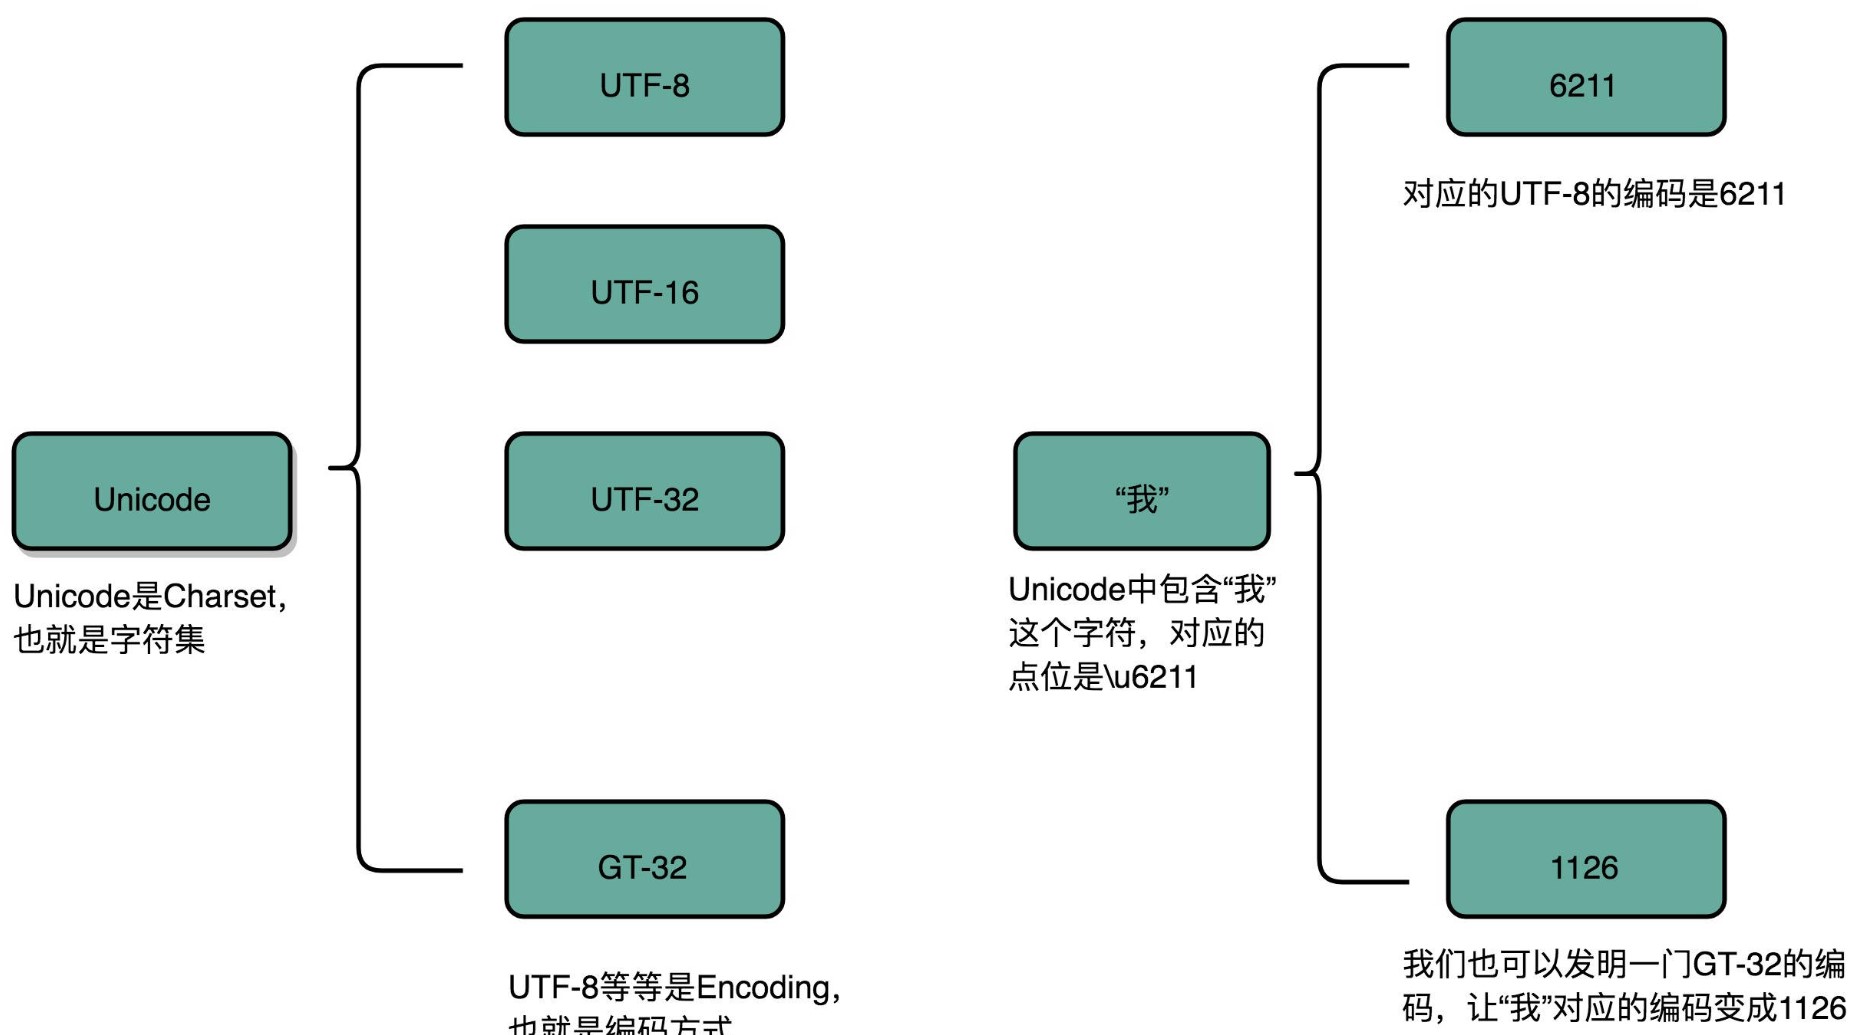 UTF-8
UTF-16
UTF-32
Unicode
Unicode是Charset,
也就是字符集
GT-32
UTF-8等等是Encoding,
也就是编码方式
6211
对应的UTF-8的编码是6211
“我”
Unicode中包含“我”
这个字符，对应的
点位是\u6211
1126
我们也可以发明一门GT-32的编
码，让“我”对应的编码变成1126